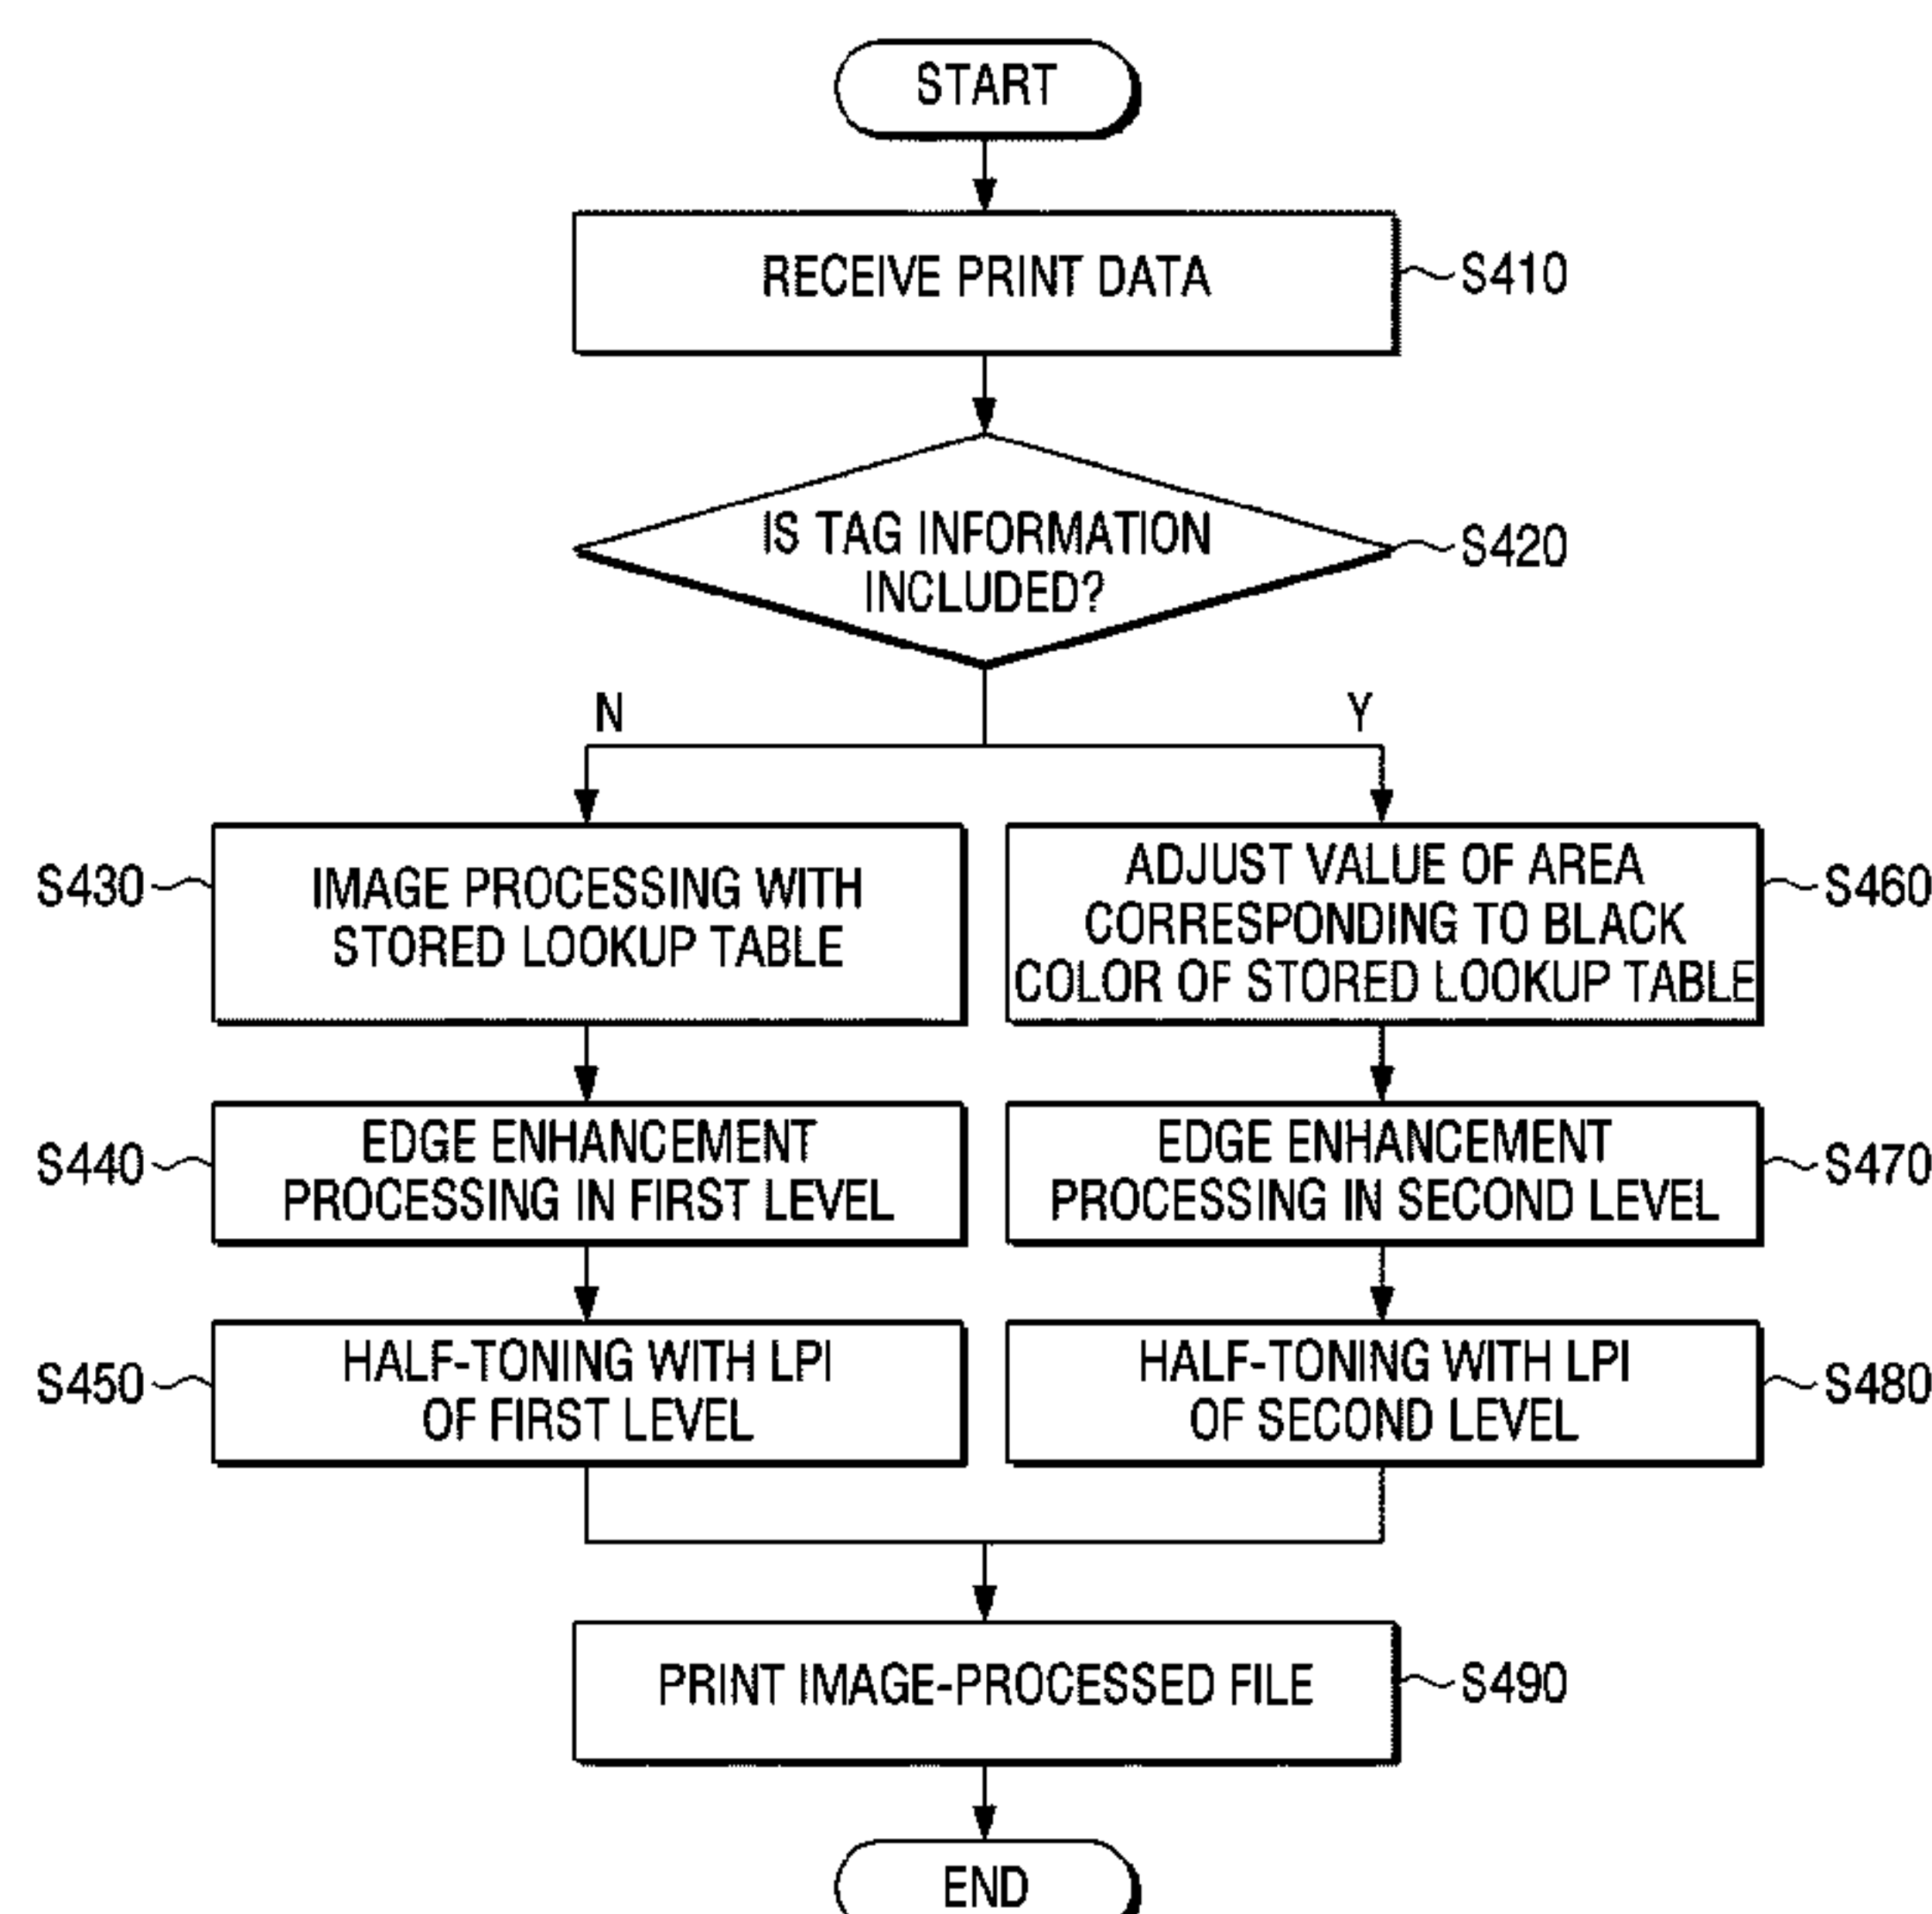 START
RECEIVE PRINT DATA
S410
IS TAG INFORMATION
INCLUDED?
S420
N
Y
S430
IMAGE PROCESSING WITH
STORED LOOKUP TABLE
ADJUST VALUE OF AREA
CORRESPONDING TO BLACK
COLOR OF STORED LOOKUP TABLE
S460
S440
EDGE ENHANCEMENT
PROCESSING IN FIRST LEVEL
EDGE ENHANCEMENT
PROCESSING IN SECOND LEVEL
S470
S450
HALF-TONING WITH LPI
OF FIRST LEVEL
HALF-TONING WITH LPI
OF SECOND LEVEL
S480
PRINT IMAGE-PROCESSED FILE
S490
END